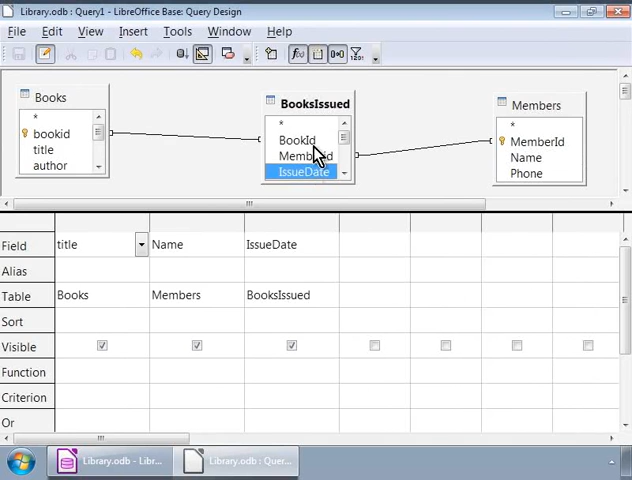 Library.odb : Query1 - LibreOffice Base: Query Design
File Edit View Insert Tools Window Help
Books
*
bookid
title
author
BooksIssued
*
BookId
IssueDate
Members
*
MemberId
Name
Phone
Field title Name IssueDate
Alias
Table Books Members BooksIssued
Sort
Visible
Function
Criterion
Or
Library.odb - Libr...
Library.odb : Quer...